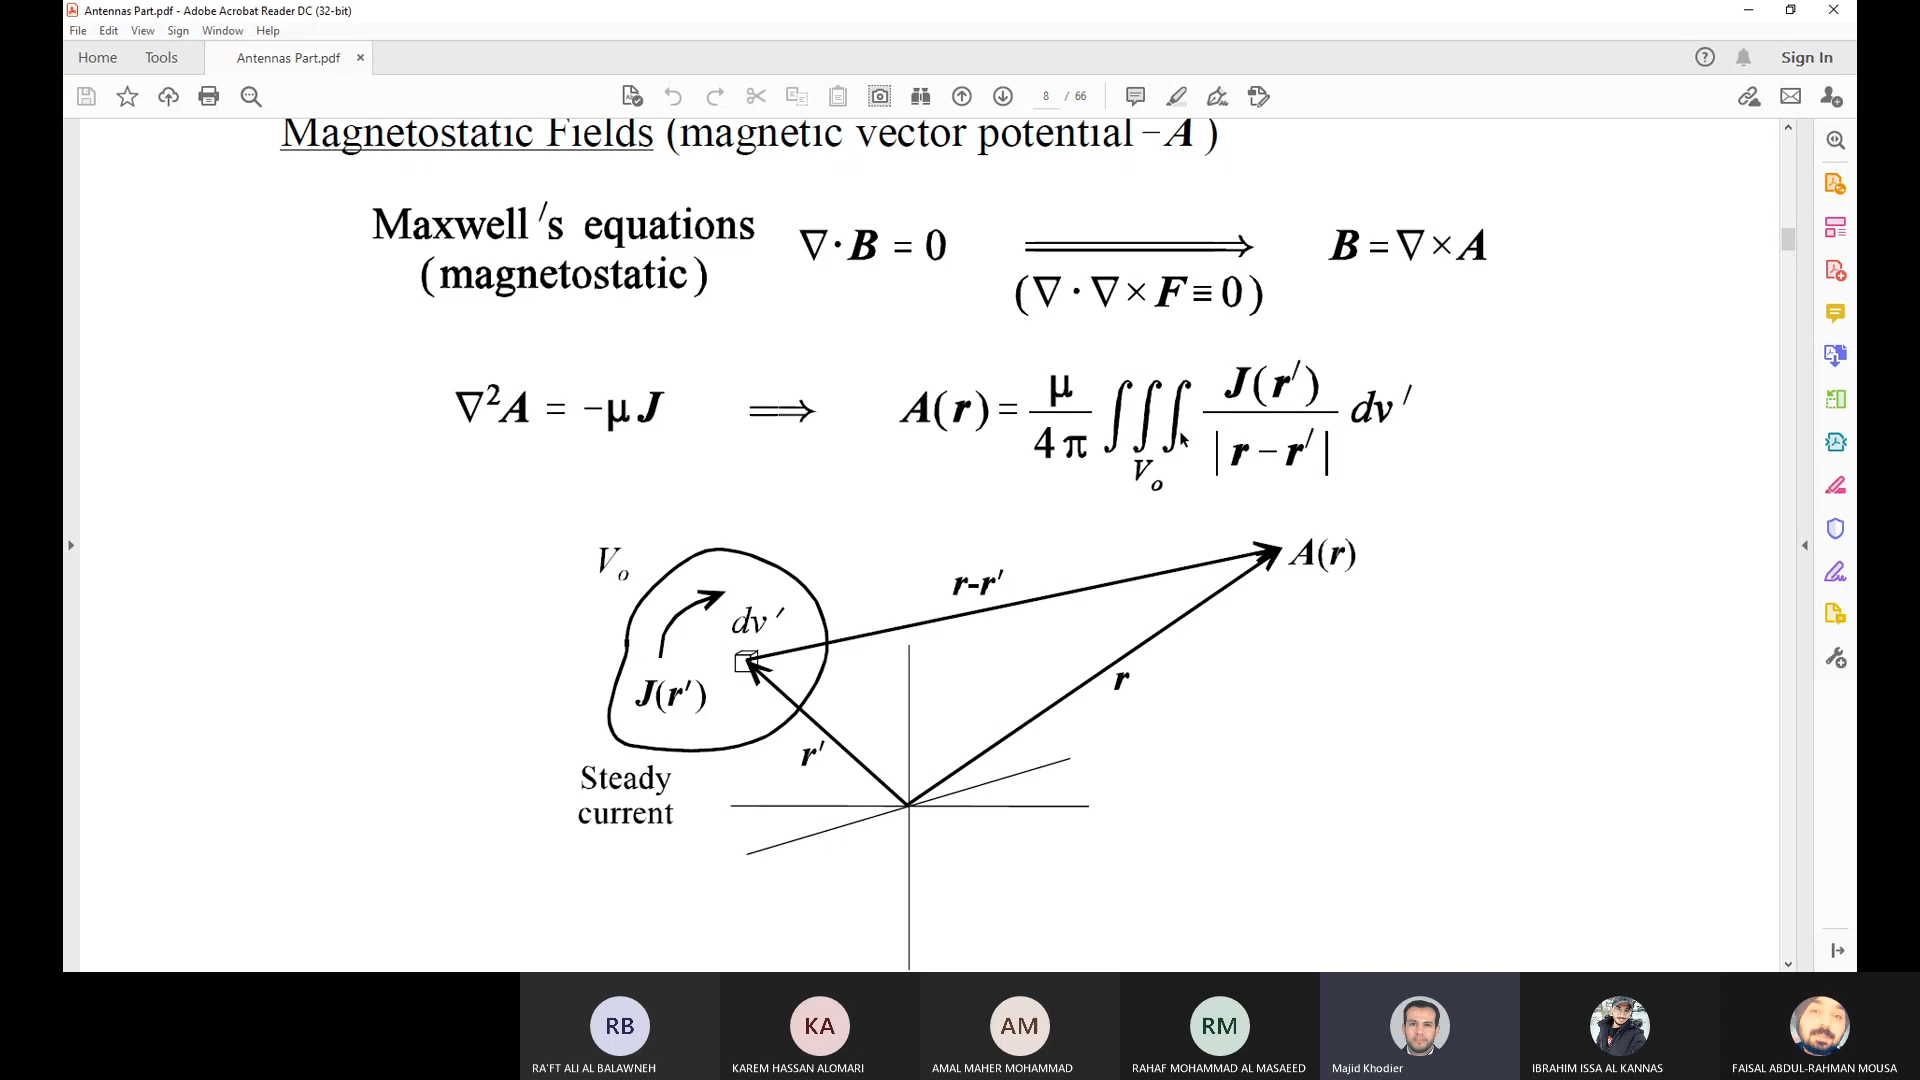 Antennas Part.pdf - Adobe Acrobat Reader DC (32-bit)
File Edit View Sign Window Help
Home Tools Antennas Part.pdf × Sign In
8 / 66
Magnetostatic Fields (magnetic vector potential – A )
Maxwell ′s equations
(magnetostatic)
∇ · B = 0
(∇ · ∇ × F ≡ 0)
B = ∇ × A
∇²A = −μ J ⟹ A(r) = μ / 4π ∫∫∫ V₀ J(r′) / | r − r′ | dv ′
V₀
A(r)
r-r′
dv ′
J(r′)
r
r′
Steady
current
RB KA AM RM
RA'FT ALI AL BALAWNEH KAREM HASSAN ALOMARI AMAL MAHER MOHAMMAD RAHAF MOHAMMAD AL MASAEED Majid Khodier IBRAHIM ISSA AL KANNAS FAISAL ABDUL-RAHMAN MOUSA